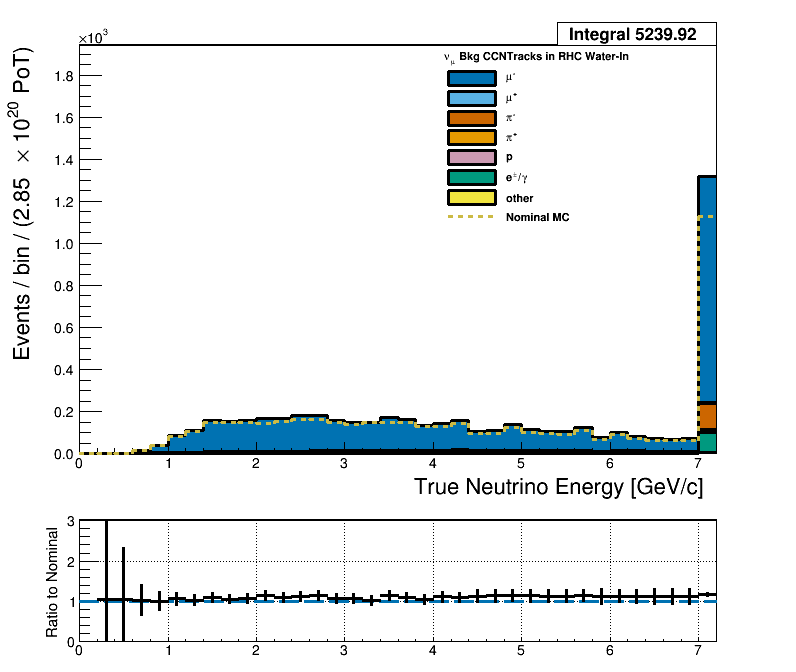 Integral 5239.92
×10³
ν_μ Bkg CCNTracks in RHC Water-In
μ⁻
μ⁺
π⁻
π⁺
p
e^±/γ
other
Nominal MC
Events / bin / (2.85 × 10²⁰ PoT)
1.8
1.6
1.4
1.2
1.0
0.8
0.6
0.4
0.2
0.0
0 1 2 3 4 5 6 7
True Neutrino Energy [GeV/c]
Ratio to Nominal
3
2
1
0
0 1 2 3 4 5 6 7